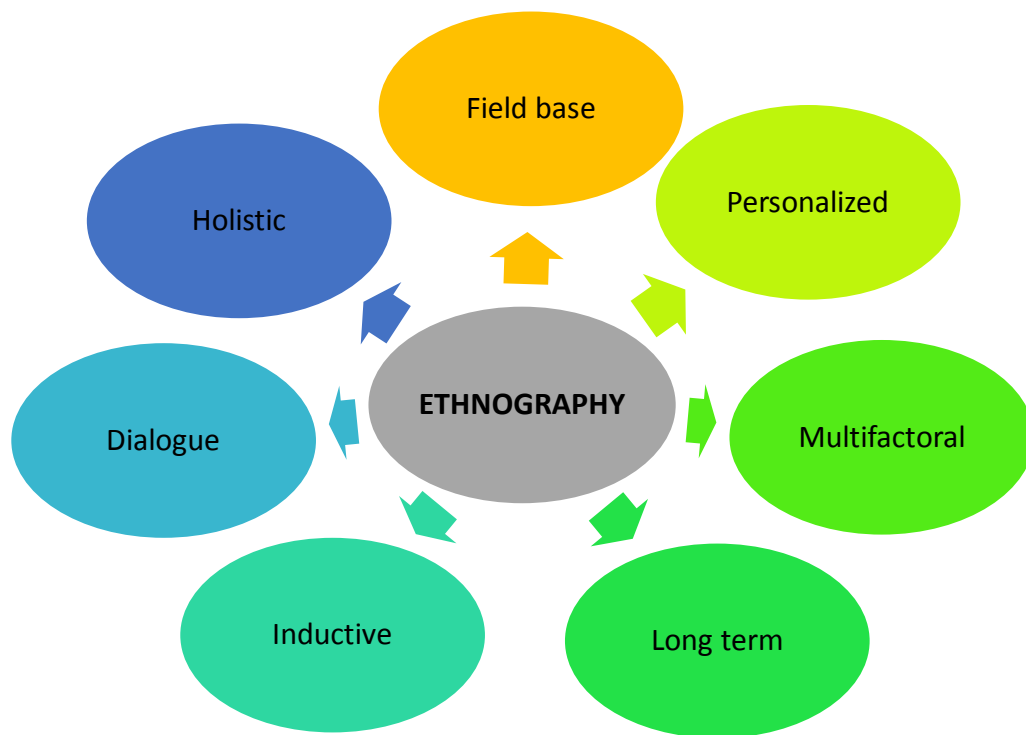 Field base
Personalized
Holistic
ETHNOGRAPHY
Multifactoral
Dialogue
Inductive
Long term